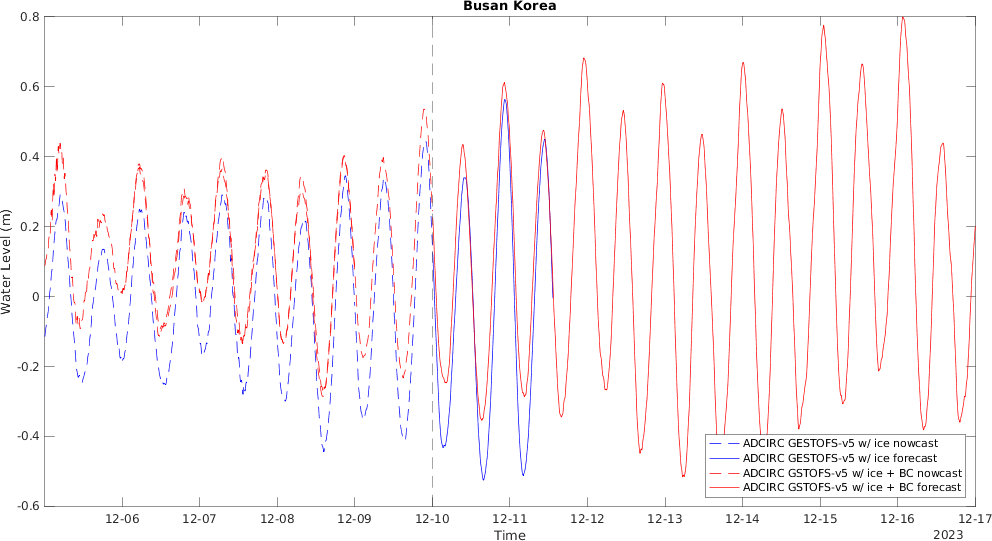 Busan Korea
0.8
0.6
0.4
0.2
0
-0.2
-0.4
-0.6
Water Level (m)
ADCIRC GESTOFS-v5 w/ ice nowcast
ADCIRC GESTOFS-v5 w/ ice forecast
ADCIRC GSTOFS-v5 w/ ice + BC nowcast
ADCIRC GSTOFS-v5 w/ ice + BC forecast
12-06 12-07 12-08 12-09 12-10 12-11 12-12 12-13 12-14 12-15 12-16 12-17
Time
2023